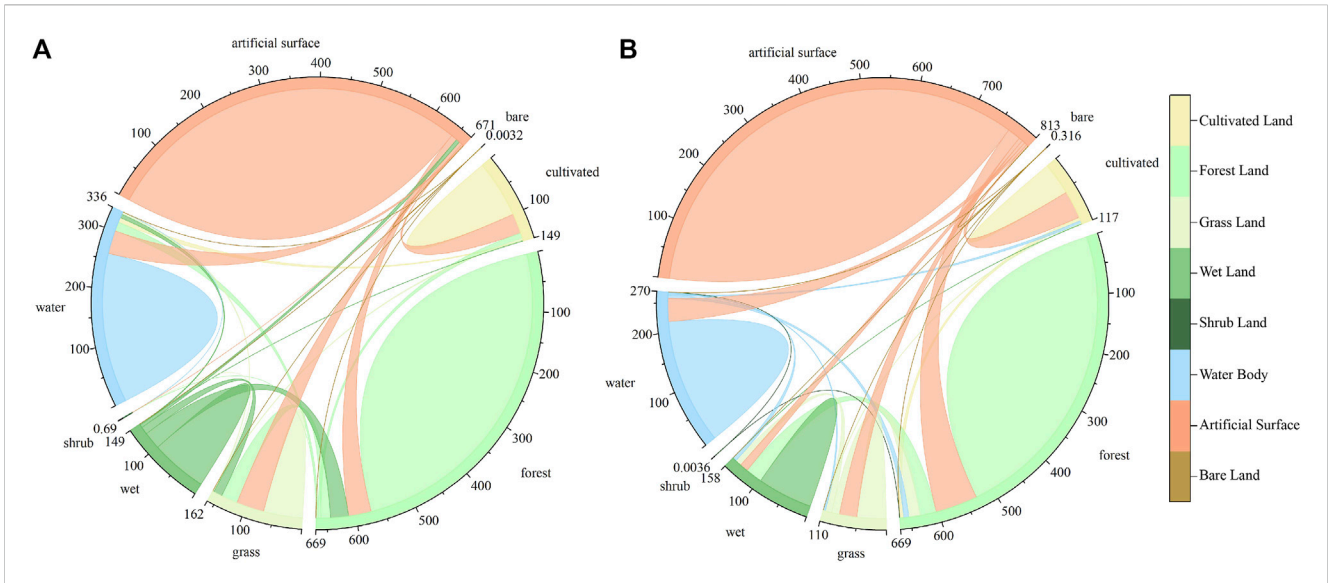 A
artificial surface
100
200
300
400
500
600
671
bare
0.0032
cultivated
100
149
100
200
300
forest
400
500
600
669
grass
100
162
wet
100
149
shrub
0.69
water
100
200
300
336
B
artificial surface
100
200
300
400
500
600
700
813
bare
0.316
cultivated
117
100
200
300
forest
400
500
600
669
grass
110
wet
100
158
shrub
0.0036
water
100
200
270
Cultivated Land
Forest Land
Grass Land
Wet Land
Shrub Land
Water Body
Artificial Surface
Bare Land